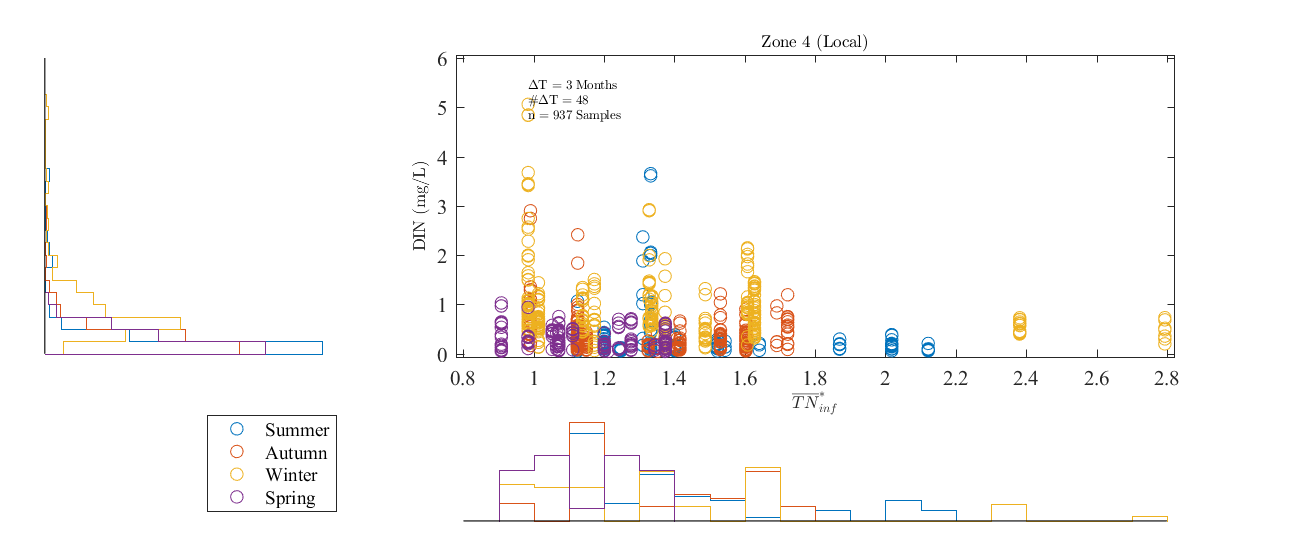 Zone 4 (Local)
ΔT = 3 Months
#ΔT = 48
n = 937 Samples
DIN (mg/L)
6
5
4
3
2
1
0
0.8 1 1.2 1.4 1.6 1.8 2 2.2 2.4 2.6 2.8
TN*inf
Summer
Autumn
Winter
Spring